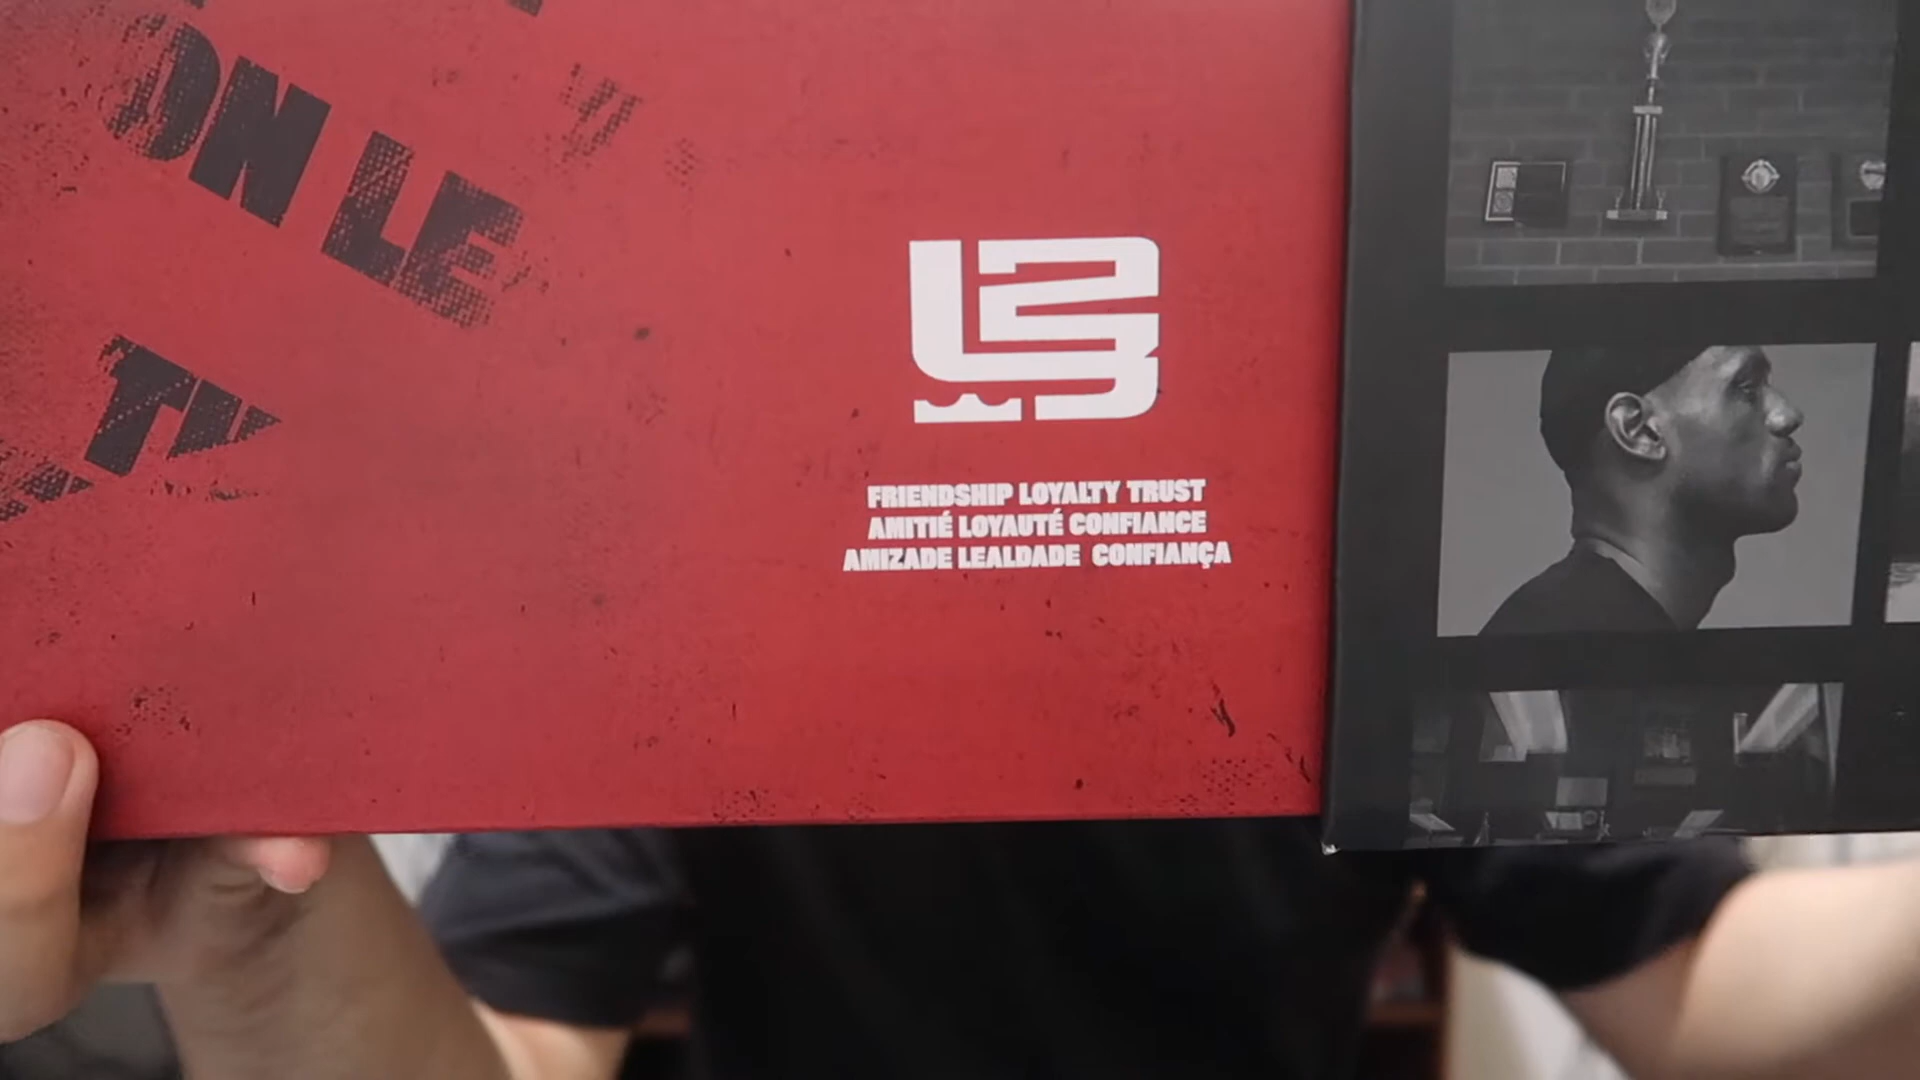 ON LE
FRIENDSHIP LOYALTY TRUST
AMITIÉ LOYAUTÉ CONFIANCE
AMIZADE LEALDADE CONFIANÇA